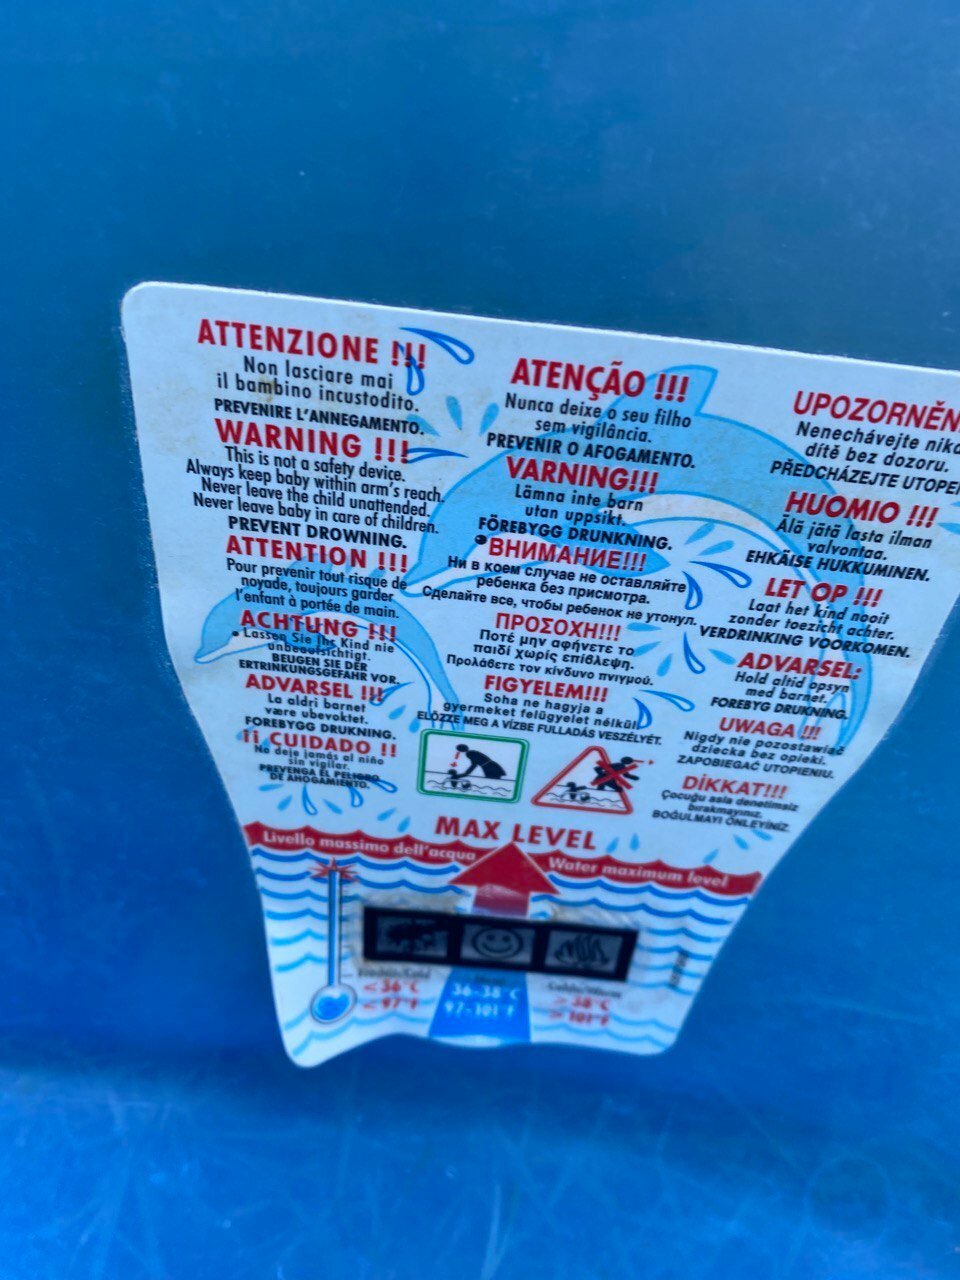 ATTENZIONE !!!
Non lasciare mai
il bambino incustodito.
PREVENIRE L'ANNEGAMENTO.
WARNING !!!
This is not a safety device.
Always keep baby within arm's reach.
Never leave the child unattended.
Never leave baby in care of children.
PREVENT DROWNING.
ATTENTION !!!
Pour prevenir tout risque de
noyade, toujours garder
l'enfant à portée de main.
ACHTUNG !!!
Lassen Sie Ihr Kind nie
unbeaufsichtigt.
BEUGEN SIE DER
ERTRINKUNGSGEFAHR VOR.
ADVARSEL !!!
La aldri barnet
være ubevoktet.
FOREBYGG DRUKNING.
¡¡ CUIDADO !!
No deje jamás al niño
sin vigilar.
PREVENGA EL PELIGRO
DE AHOGAMIENTO.
ATENÇÃO !!!
Nunca deixe o seu filho
sem vigilância.
PREVENIR O AFOGAMENTO.
VARNING!!!
Lämna inte barn
utan uppsikt.
FÖREBYGG DRUNKNING.
ВНИМАНИЕ!!!
Ни в коем случае не оставляйте
ребенка без присмотра.
Сделайте все, чтобы ребенок не утонул.
ΠΡΟΣΟΧΗ!!!
Ποτέ μην αφήνετε το
παιδί χωρίς επίβλεψη.
Προλάβετε τον κίνδυνο πνιγμού.
FIGYELEM!!!
Soha ne hagyja a
gyermeket felügyelet nélkül.
ELŐZZE MEG A VÍZBE FULLADÁS VESZÉLYÉT.
UPOZORNĚN
Nenechávejte nik
dítě bez dozoru.
PŘEDCHÁZEJTE UTOPE
HUOMIO !!!
Älä jätä lasta ilman
valvontaa.
EHKÄISE HUKKUMINEN.
LET OP !!!
Laat het kind nooit
zonder toezicht achter.
VERDRINKING VOORKOMEN.
ADVARSEL:
Hold altid opsyn
med barnet.
FOREBYG DRUKNING.
UWAGA !!!
Nigdy nie pozostawiać
dziecka bez opieki.
ZAPOBIEGAĆ UTOPIENIU.
DİKKAT!!!
Çocuğu asla denetimsiz
bırakmayınız.
BOĞULMAYI ÖNLEYİNİZ.
MAX LEVEL
Livello massimo dell'acqua
Water maximum level
Freddo/Cold
< 36°C
< 97°F
36-38°C
97-101°F
Caldo/Warm
> 38°C
> 101°F